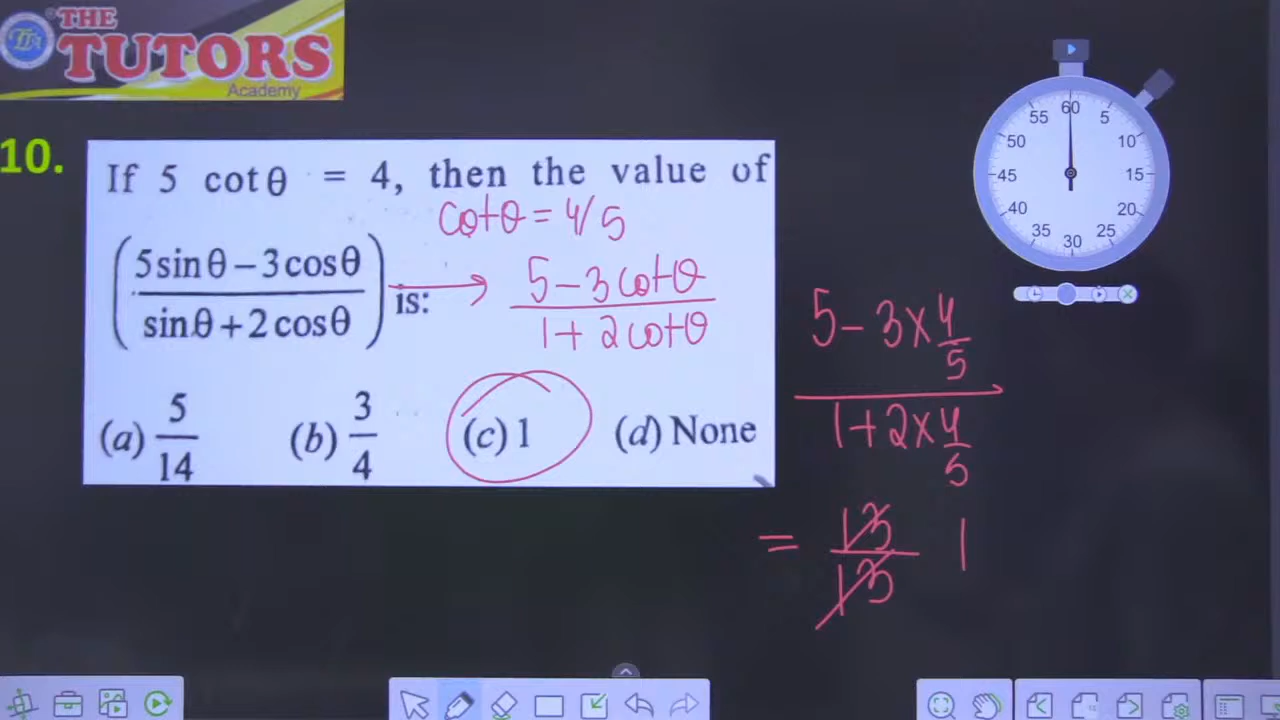 THE
TUTORS
Academy
10.
If 5 cotθ = 4, then the value of
cotθ = 4/5
(5sinθ – 3cosθ / sinθ + 2cosθ) is: → 5 – 3cotθ / 1 + 2cotθ
(a) 5/14 (b) 3/4 (c) 1 (d) None
5 – 3 × 4/5
1 + 2 × 4/5
= 13/13 1
60
5
10
15
20
25
30
35
40
45
50
55